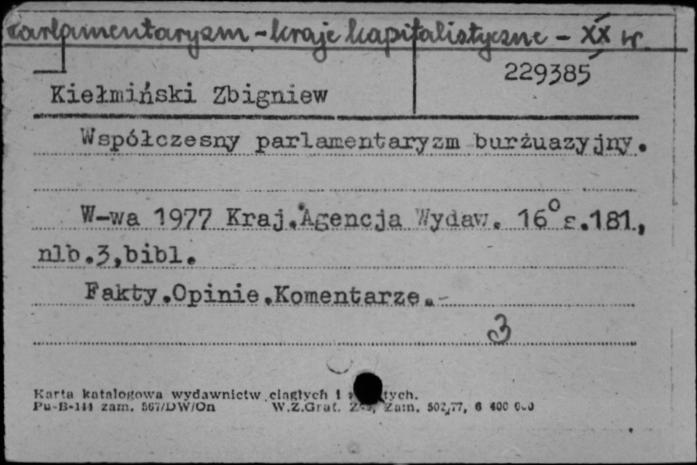 Parlamentaryzm - kraje kapitalistyczne - XX w.
229385
Kiełmiński Zbigniew
Współczesny parlamentaryzm burżuazyjny.
W-wa 1977 Kraj.Agencja Wydaw. 16° s.181,
nlb.3,bibl.
Fakty.Opinie.Komentarze.-
3
Karta katalogowa wydawnictw ciągłych i
Pu-B-144 zam. 567/DW/On W.Z.Graf. Zam. 502/77, 6 400